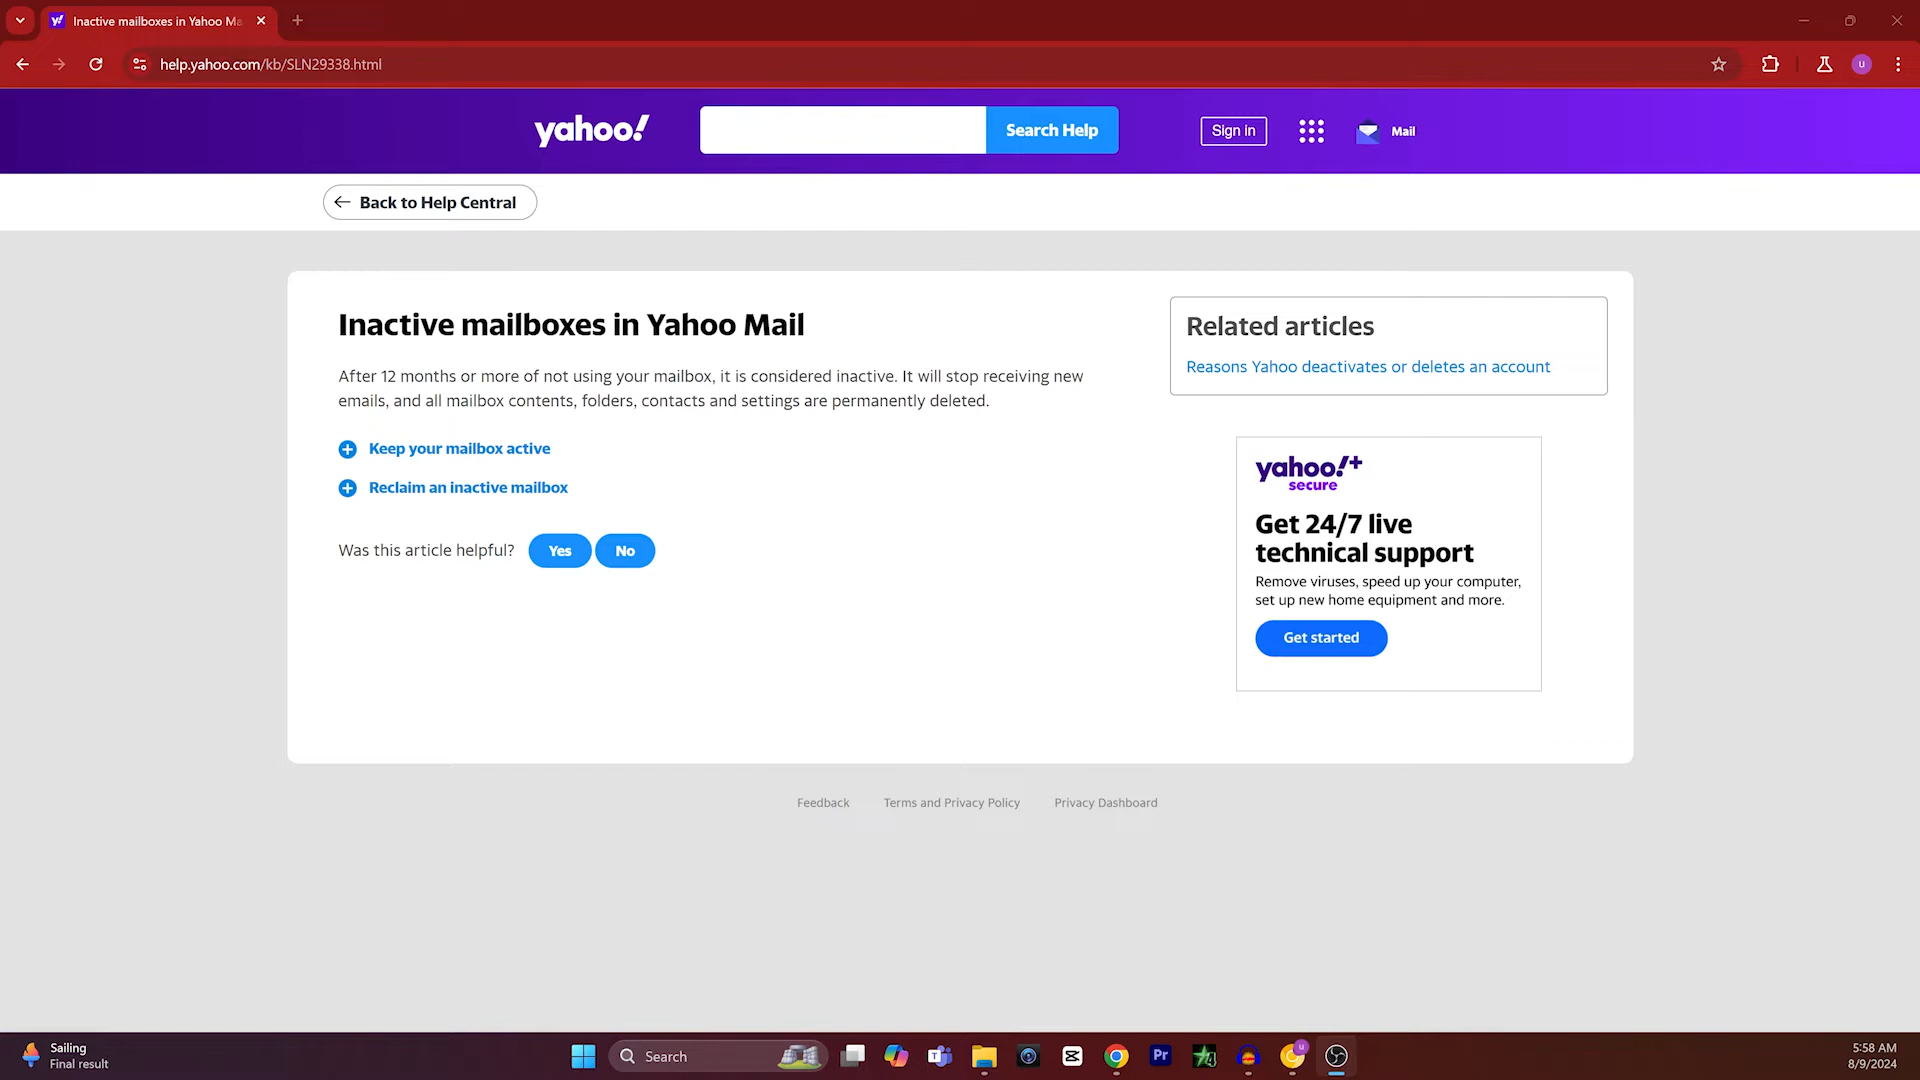 Inactive mailboxes in Yahoo Ma
help.yahoo.com/kb/SLN29338.html
u
yahoo!
Search Help
Sign in
Mail
Back to Help Central
Inactive mailboxes in Yahoo Mail
After 12 months or more of not using your mailbox, it is considered inactive. It will stop receiving new
emails, and all mailbox contents, folders, contacts and settings are permanently deleted.
Keep your mailbox active
Reclaim an inactive mailbox
Was this article helpful?
Yes
No
Related articles
Reasons Yahoo deactivates or deletes an account
yahoo!+
secure
Get 24/7 live
technical support
Remove viruses, speed up your computer,
set up new home equipment and more.
Get started
Feedback
Terms and Privacy Policy
Privacy Dashboard
Sailing
Final result
Search
Pr
u
5:58 AM
8/9/2024